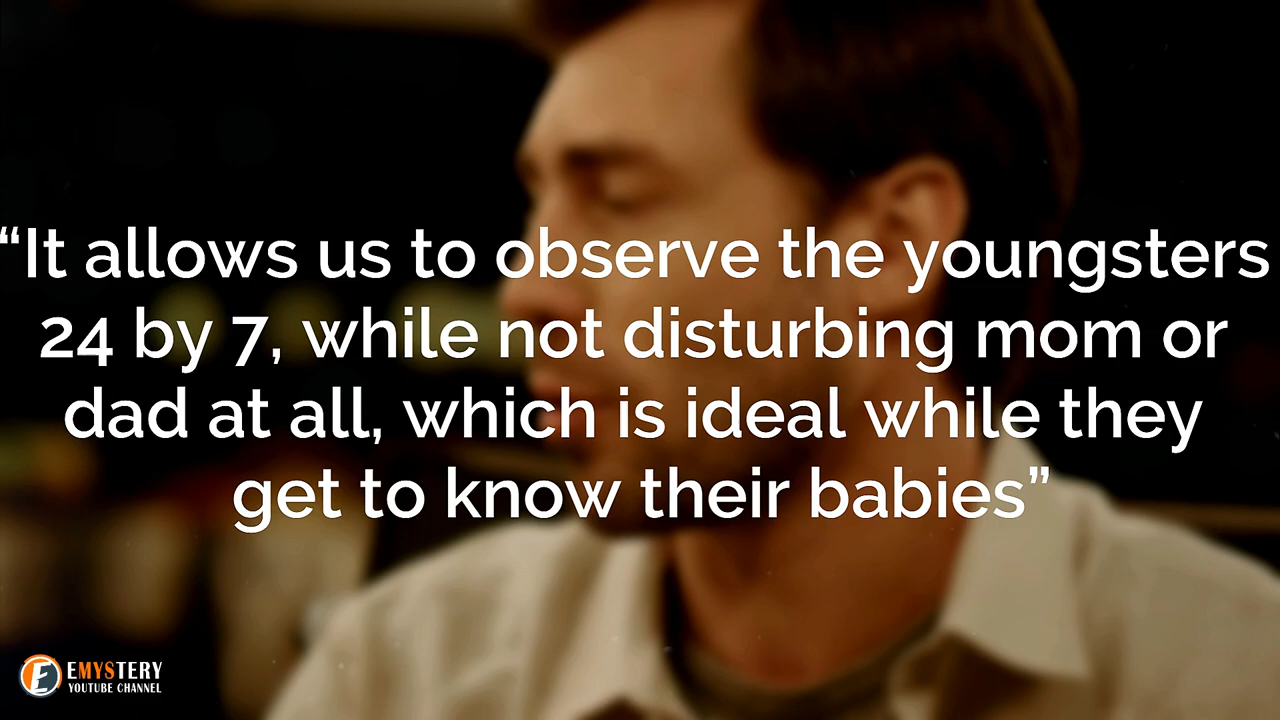 “It allows us to observe the youngsters
24 by 7, while not disturbing mom or
dad at all, which is ideal while they
get to know their babies”
E EMYSTERY
YOUTUBE CHANNEL